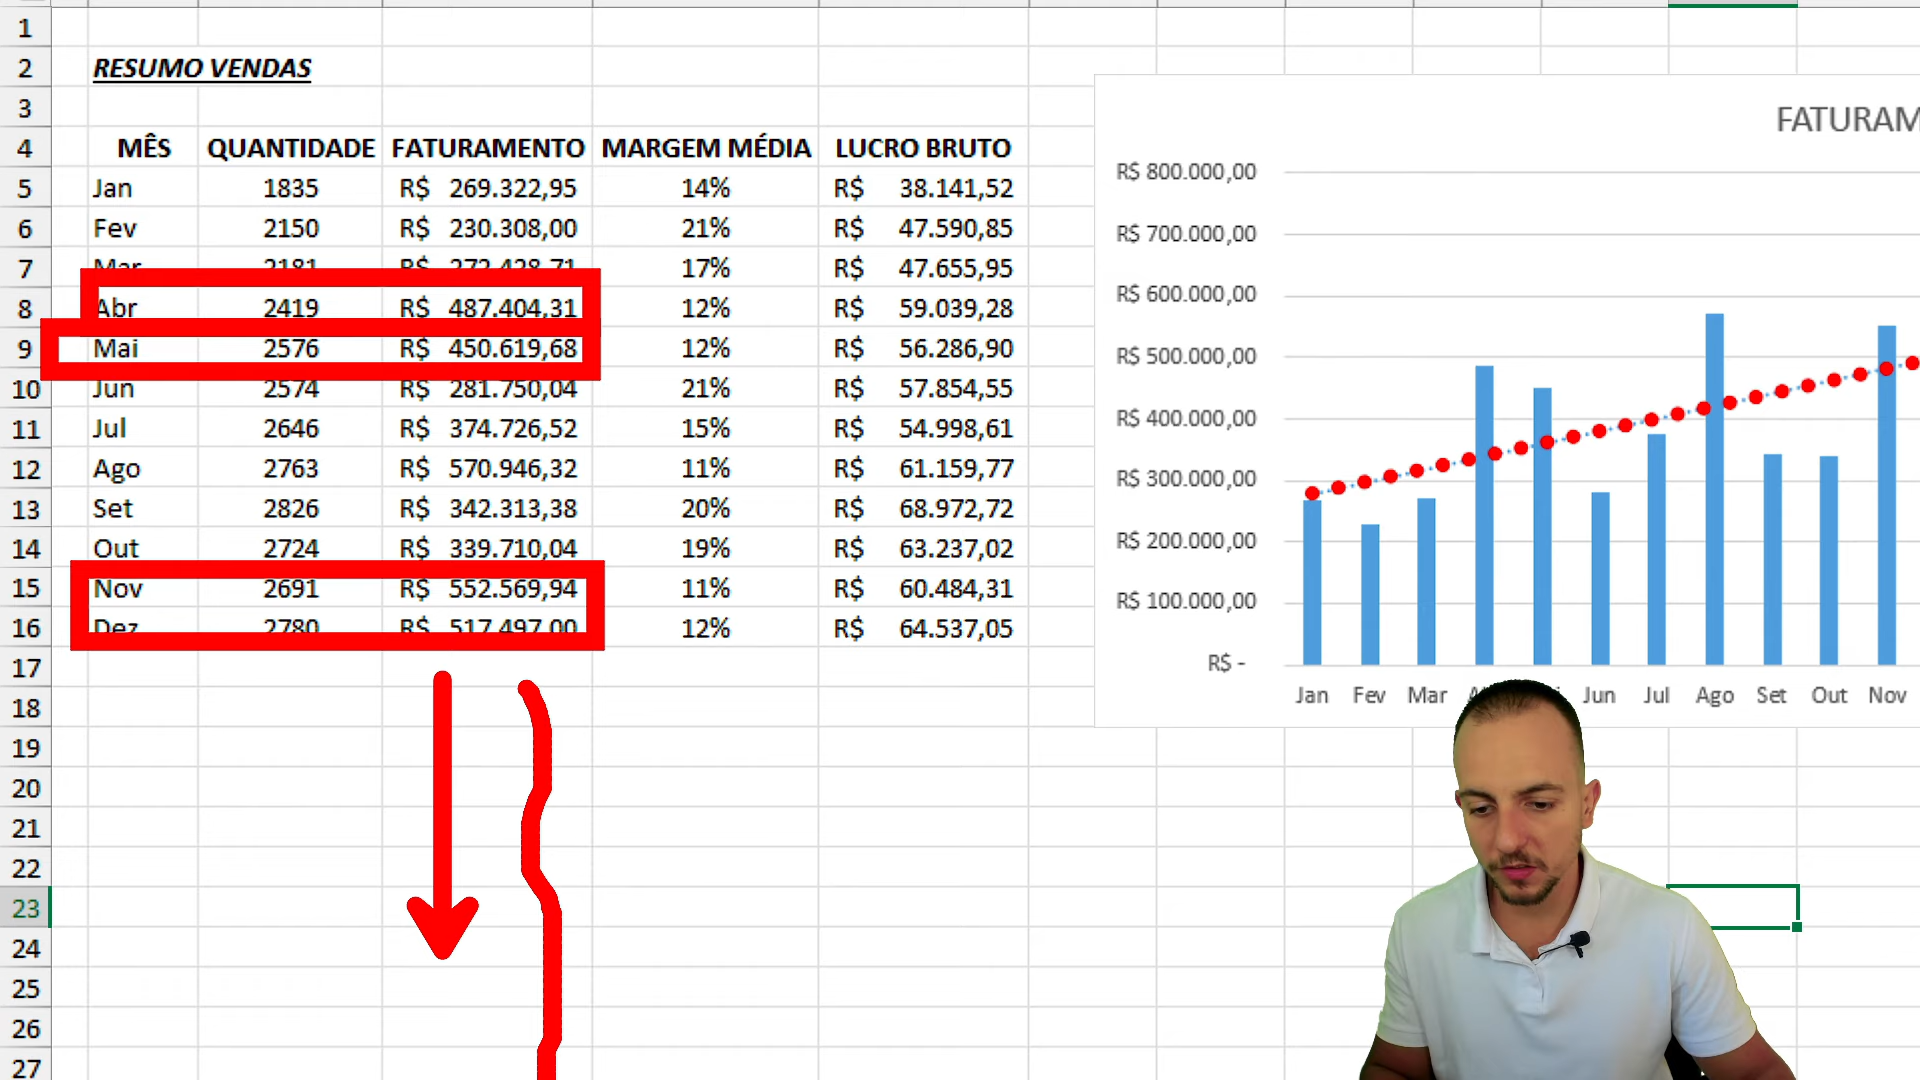 1
2 RESUMO VENDAS
3
4 MÊS QUANTIDADE FATURAMENTO MARGEM MÉDIA LUCRO BRUTO
5 Jan 1835 R$ 269.322,95 14% R$ 38.141,52
6 Fev 2150 R$ 230.308,00 21% R$ 47.590,85
7 Mar 2181 R$ 272.428,71 17% R$ 47.655,95
8 Abr 2419 R$ 487.404,31 12% R$ 59.039,28
9 Mai 2576 R$ 450.619,68 12% R$ 56.286,90
10 Jun 2574 R$ 281.750,04 21% R$ 57.854,55
11 Jul 2646 R$ 374.726,52 15% R$ 54.998,61
12 Ago 2763 R$ 570.946,32 11% R$ 61.159,77
13 Set 2826 R$ 342.313,38 20% R$ 68.972,72
14 Out 2724 R$ 339.710,04 19% R$ 63.237,02
15 Nov 2691 R$ 552.569,94 11% R$ 60.484,31
16 Dez 2780 R$ 517.497,00 12% R$ 64.537,05
17
18
19
20
21
22
23
24
25
26
27
FATURAM
R$ 800.000,00
R$ 700.000,00
R$ 600.000,00
R$ 500.000,00
R$ 400.000,00
R$ 300.000,00
R$ 200.000,00
R$ 100.000,00
R$ -
Jan Fev Mar Jun Jul Ago Set Out Nov